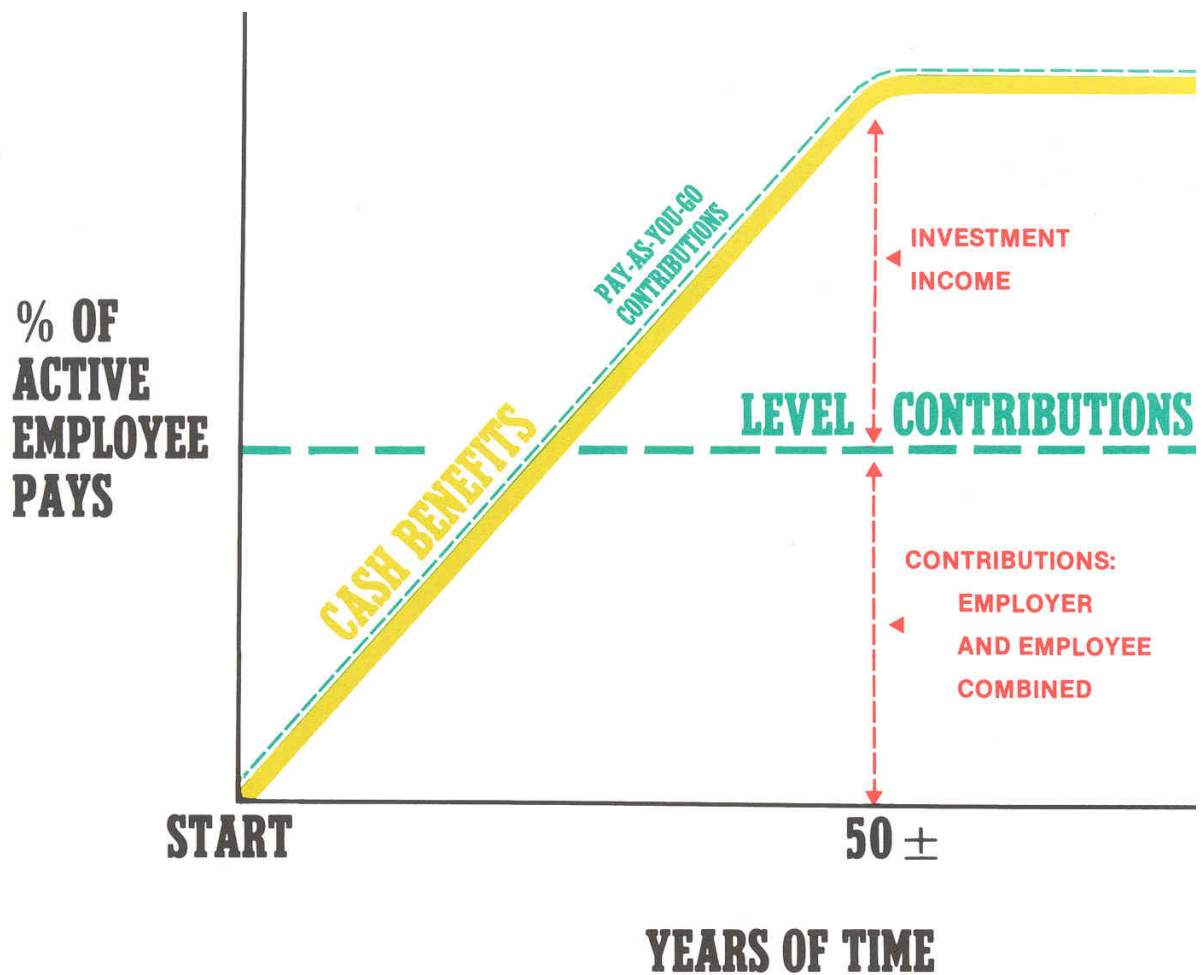 PAY-AS-YOU-GO
CONTRIBUTIONS
INVESTMENT
INCOME
% OF
ACTIVE
EMPLOYEE
PAYS
LEVEL CONTRIBUTIONS
CASH BENEFITS
CONTRIBUTIONS:
EMPLOYER
AND EMPLOYEE
COMBINED
START
50 ±
YEARS OF TIME